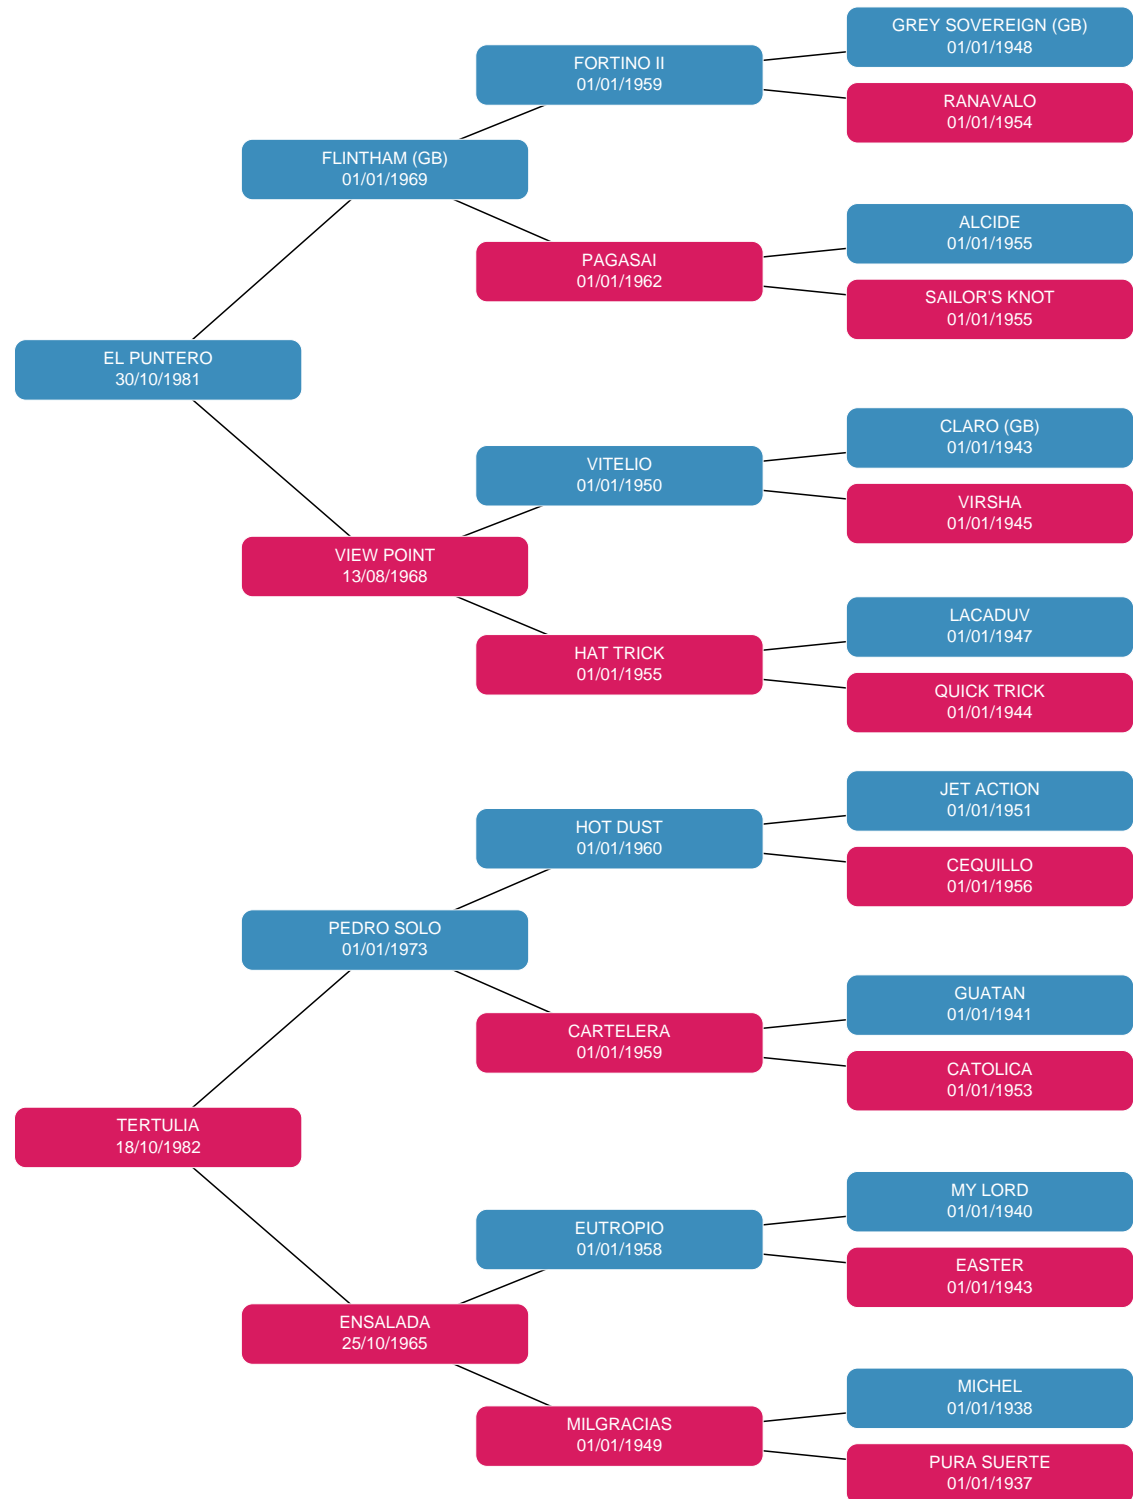 GREY SOVEREIGN (GB)
01/01/1948
FORTINO II
01/01/1959
RANAVALO
01/01/1954
FLINTHAM (GB)
01/01/1969
ALCIDE
01/01/1955
PAGASAI
01/01/1962
SAILOR'S KNOT
01/01/1955
EL PUNTERO
30/10/1981
CLARO (GB)
01/01/1943
VITELIO
01/01/1950
VIRSHA
01/01/1945
VIEW POINT
13/08/1968
LACADUV
01/01/1947
HAT TRICK
01/01/1955
QUICK TRICK
01/01/1944
JET ACTION
01/01/1951
HOT DUST
01/01/1960
CEQUILLO
01/01/1956
PEDRO SOLO
01/01/1973
GUATAN
01/01/1941
CARTELERA
01/01/1959
CATOLICA
01/01/1953
TERTULIA
18/10/1982
MY LORD
01/01/1940
EUTROPIO
01/01/1958
EASTER
01/01/1943
ENSALADA
25/10/1965
MICHEL
01/01/1938
MILGRACIAS
01/01/1949
PURA SUERTE
01/01/1937